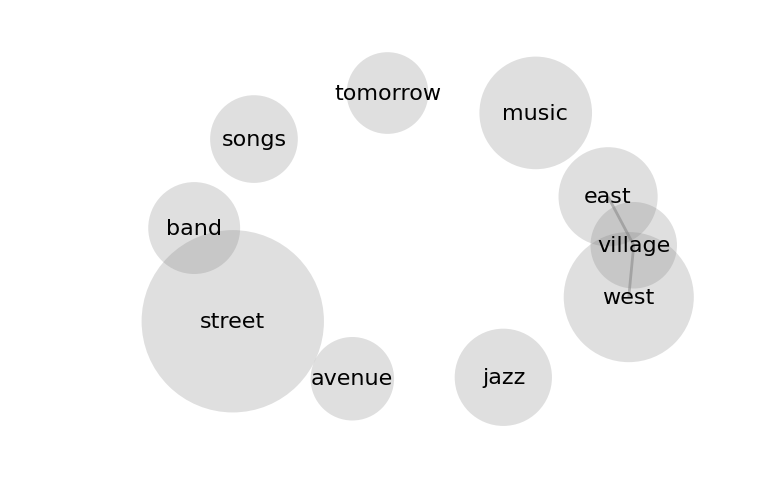 tomorrow
music
songs
east
band
village
west
street
avenue
jazz